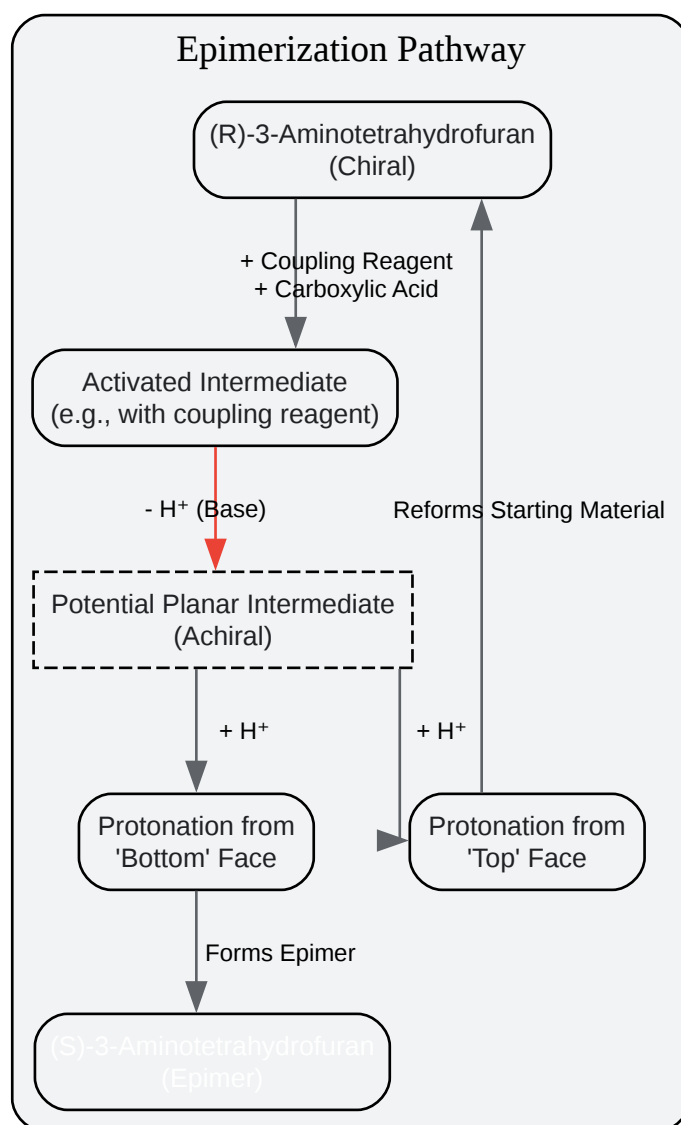 Epimerization Pathway
(R)-3-Aminotetrahydrofuran
(Chiral)
+ Coupling Reagent
+ Carboxylic Acid
Activated Intermediate
(e.g., with coupling reagent)
- H⁺ (Base)
Reforms Starting Material
Potential Planar Intermediate
(Achiral)
+ H⁺
+ H⁺
Protonation from
'Bottom' Face
Protonation from
'Top' Face
Forms Epimer
(S)-3-Aminotetrahydrofuran
(Epimer)